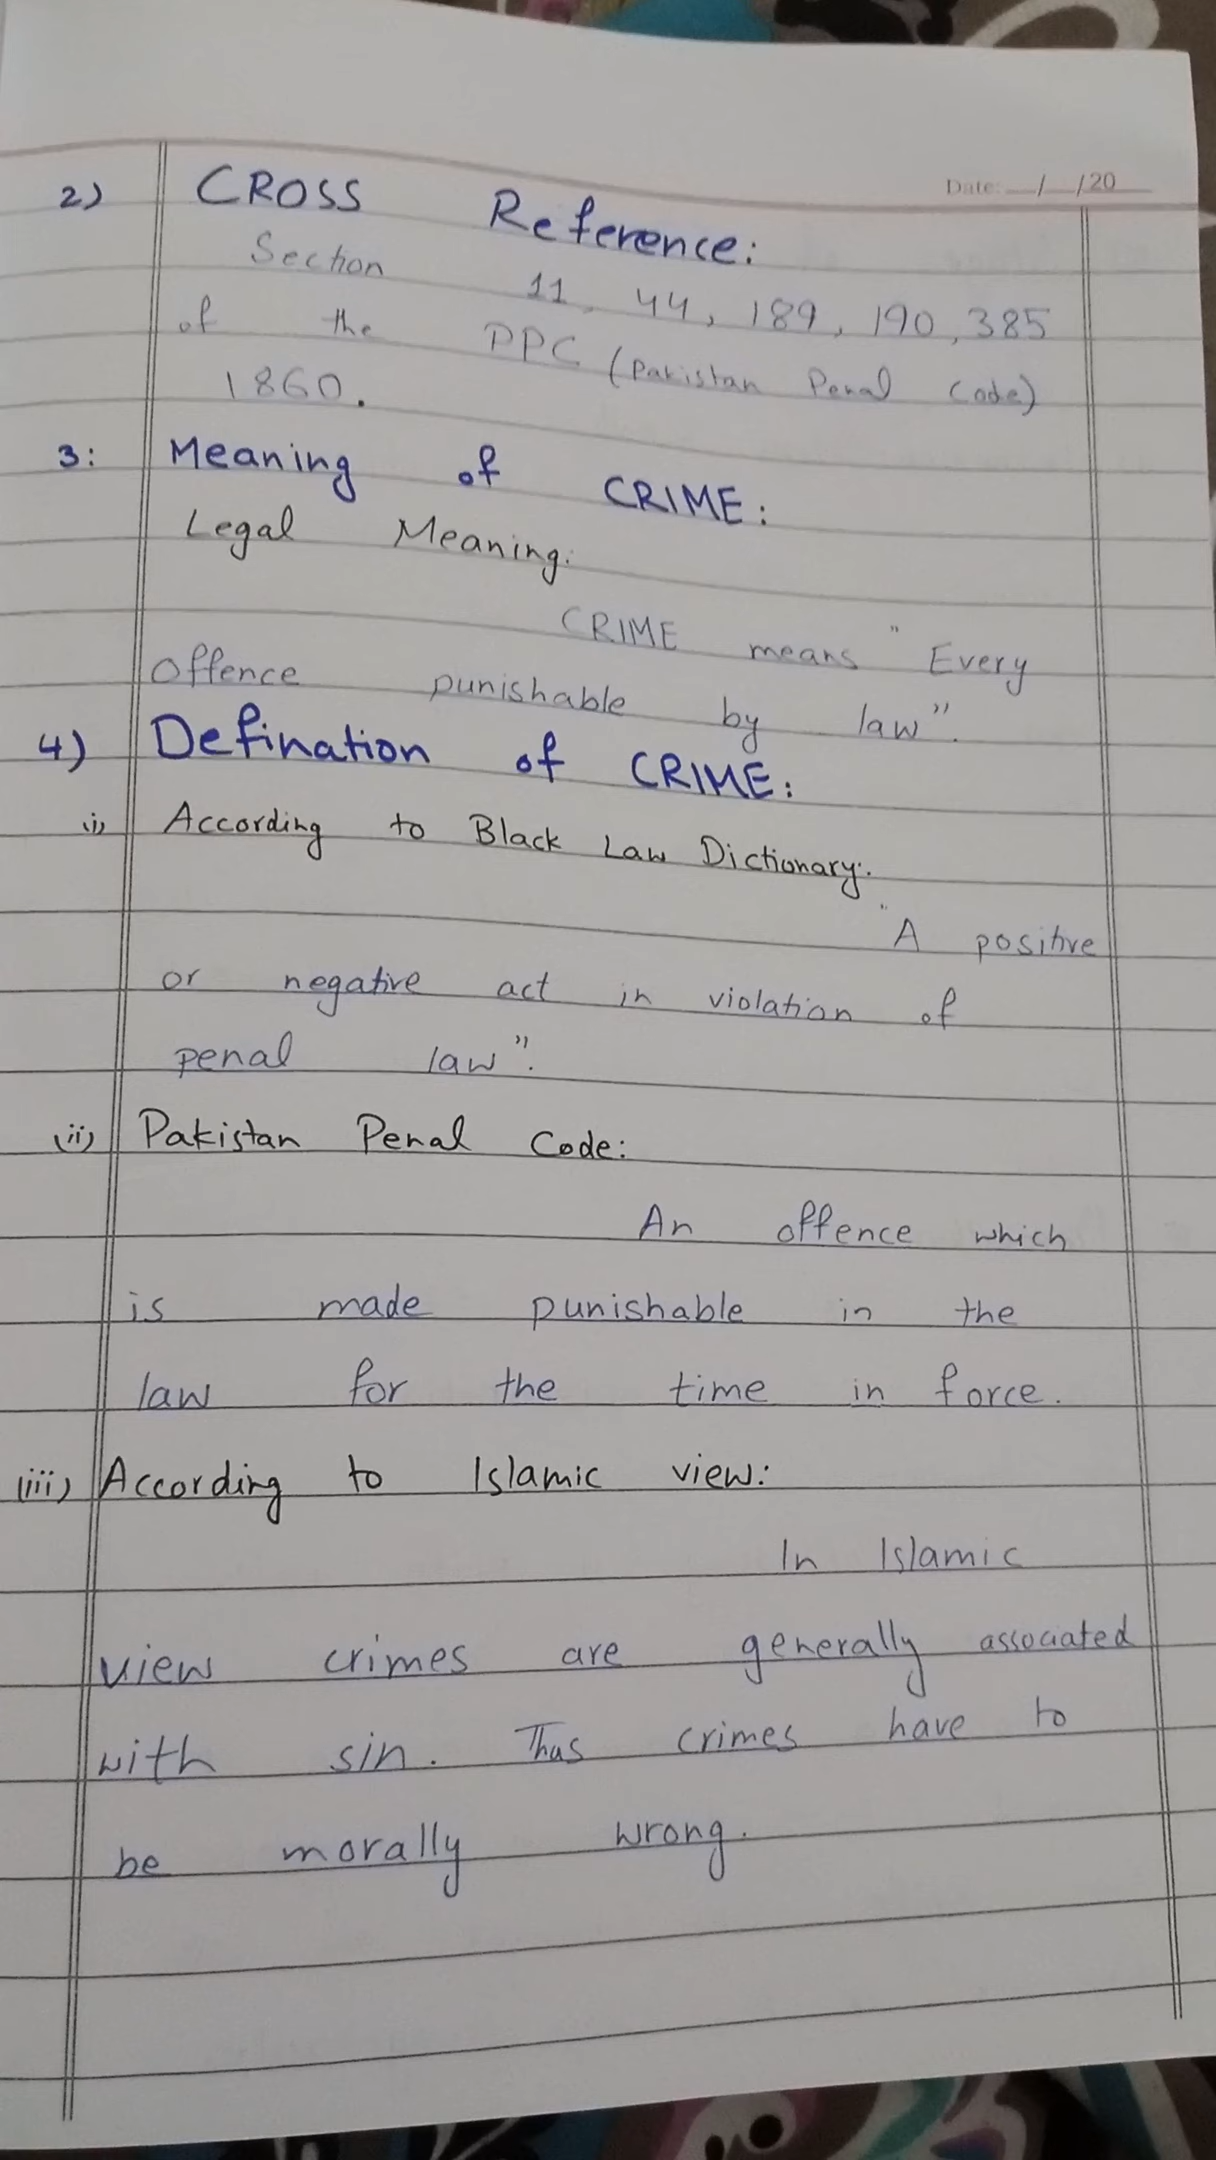 Date: __/__/20__
2) CROSS Reference:
Section 11, 44, 189, 190, 385
of the PPC (Pakistan Penal Code)
1860.
3: Meaning of CRIME:
Legal Meaning:
CRIME means "Every
Offence punishable by law".
4) Defination of CRIME:
(i) According to Black Law Dictionary:
"A positive
or negative act in violation of
penal law".
(ii) Pakistan Penal Code:
An offence which
is made punishable in the
law for the time in force.
(iii) According to Islamic view:
In Islamic
view crimes are generally associated
with sin. Thus crimes have to
be morally wrong.